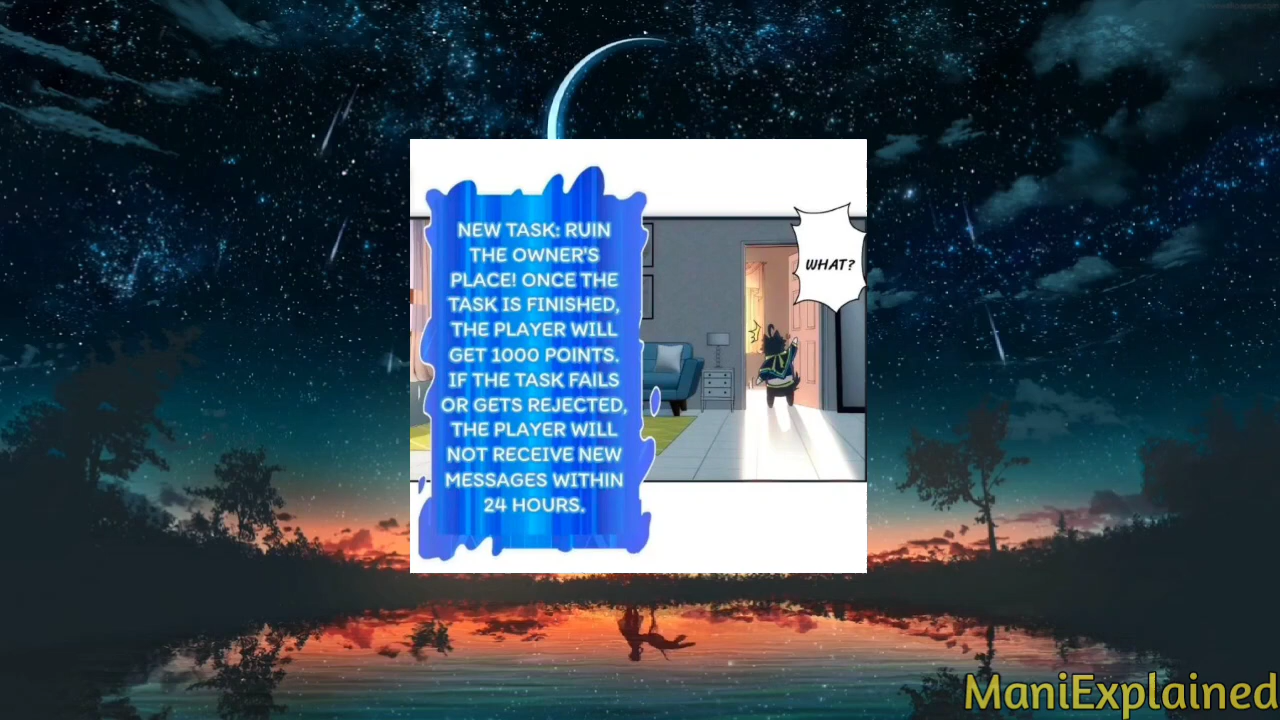 NEW TASK: RUIN
THE OWNER'S
PLACE! ONCE THE
TASK IS FINISHED,
THE PLAYER WILL
GET 1000 POINTS.
IF THE TASK FAILS
OR GETS REJECTED,
THE PLAYER WILL
NOT RECEIVE NEW
MESSAGES WITHIN
24 HOURS.
WHAT?
ManiExplained